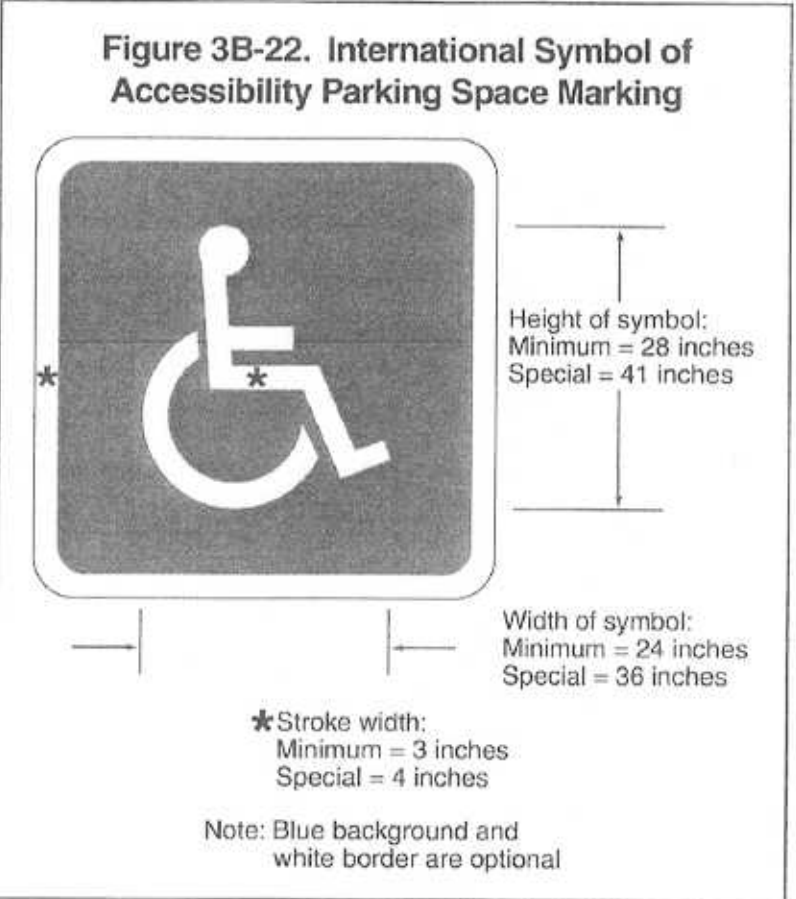 Figure 3B-22. International Symbol of
Accessibility Parking Space Marking
Height of symbol:
Minimum = 28 inches
Special = 41 inches
*
*
Width of symbol:
Minimum = 24 inches
Special = 36 inches
*Stroke width:
Minimum = 3 inches
Special = 4 inches
Note: Blue background and
white border are optional